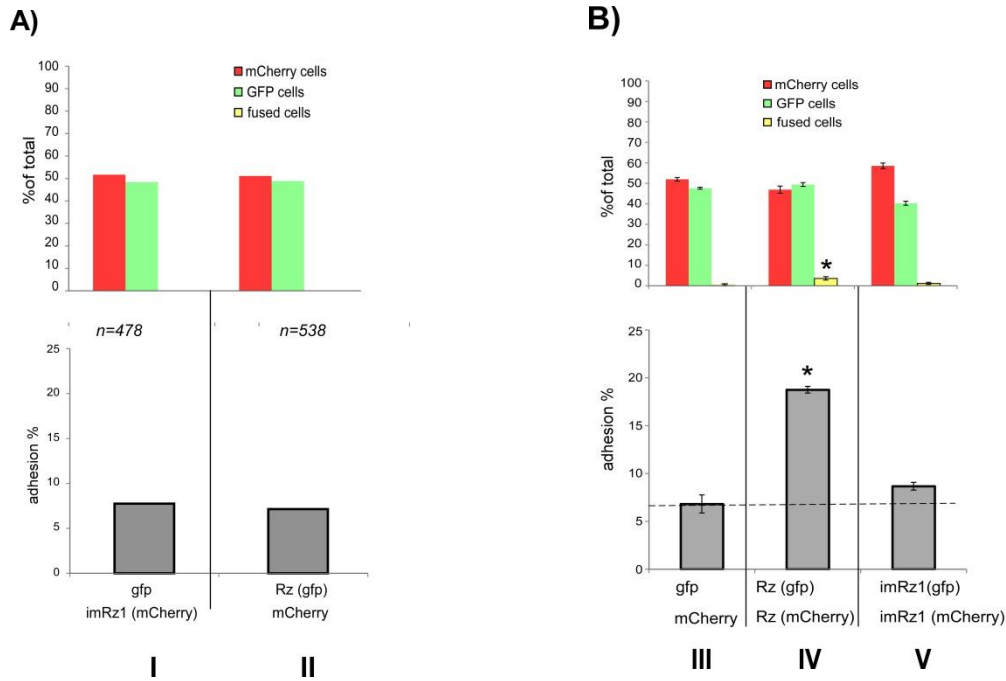 A)
100
90
80
70
60
50
40
30
20
10
0
%of total
mCherry cells
GFP cells
fused cells
n=478
n=538
25
20
15
10
5
0
adhesion %
gfp
imRz1 (mCherry)
Rz (gfp)
mCherry
I
II
B)
100
90
80
70
60
50
40
30
20
10
0
%of total
mCherry cells
GFP cells
fused cells
*
25
20
15
10
5
0
adhesion %
*
gfp
mCherry
Rz (gfp)
Rz (mCherry)
imRz1(gfp)
imRz1 (mCherry)
III
IV
V